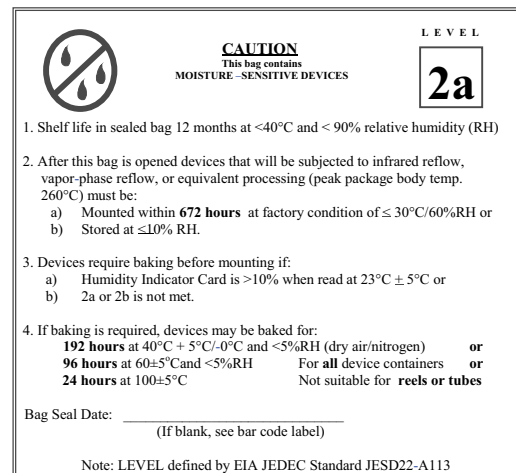 LEVEL
CAUTION
This bag contains
MOISTURE –SENSITIVE DEVICES
2a
1. Shelf life in sealed bag 12 months at <40°C and < 90% relative humidity (RH)
2. After this bag is opened devices that will be subjected to infrared reflow,
vapor-phase reflow, or equivalent processing (peak package body temp.
260°C) must be:
a) Mounted within 672 hours at factory condition of ≤ 30°C/60%RH or
b) Stored at ≤10% RH.
3. Devices require baking before mounting if:
a) Humidity Indicator Card is >10% when read at 23°C ± 5°C or
b) 2a or 2b is not met.
4. If baking is required, devices may be baked for:
192 hours at 40°C + 5°C/-0°C and <5%RH (dry air/nitrogen) or
96 hours at 60±5°Cand <5%RH For all device containers or
24 hours at 100±5°C Not suitable for reels or tubes
Bag Seal Date: ______________________________
(If blank, see bar code label)
Note: LEVEL defined by EIA JEDEC Standard JESD22-A113